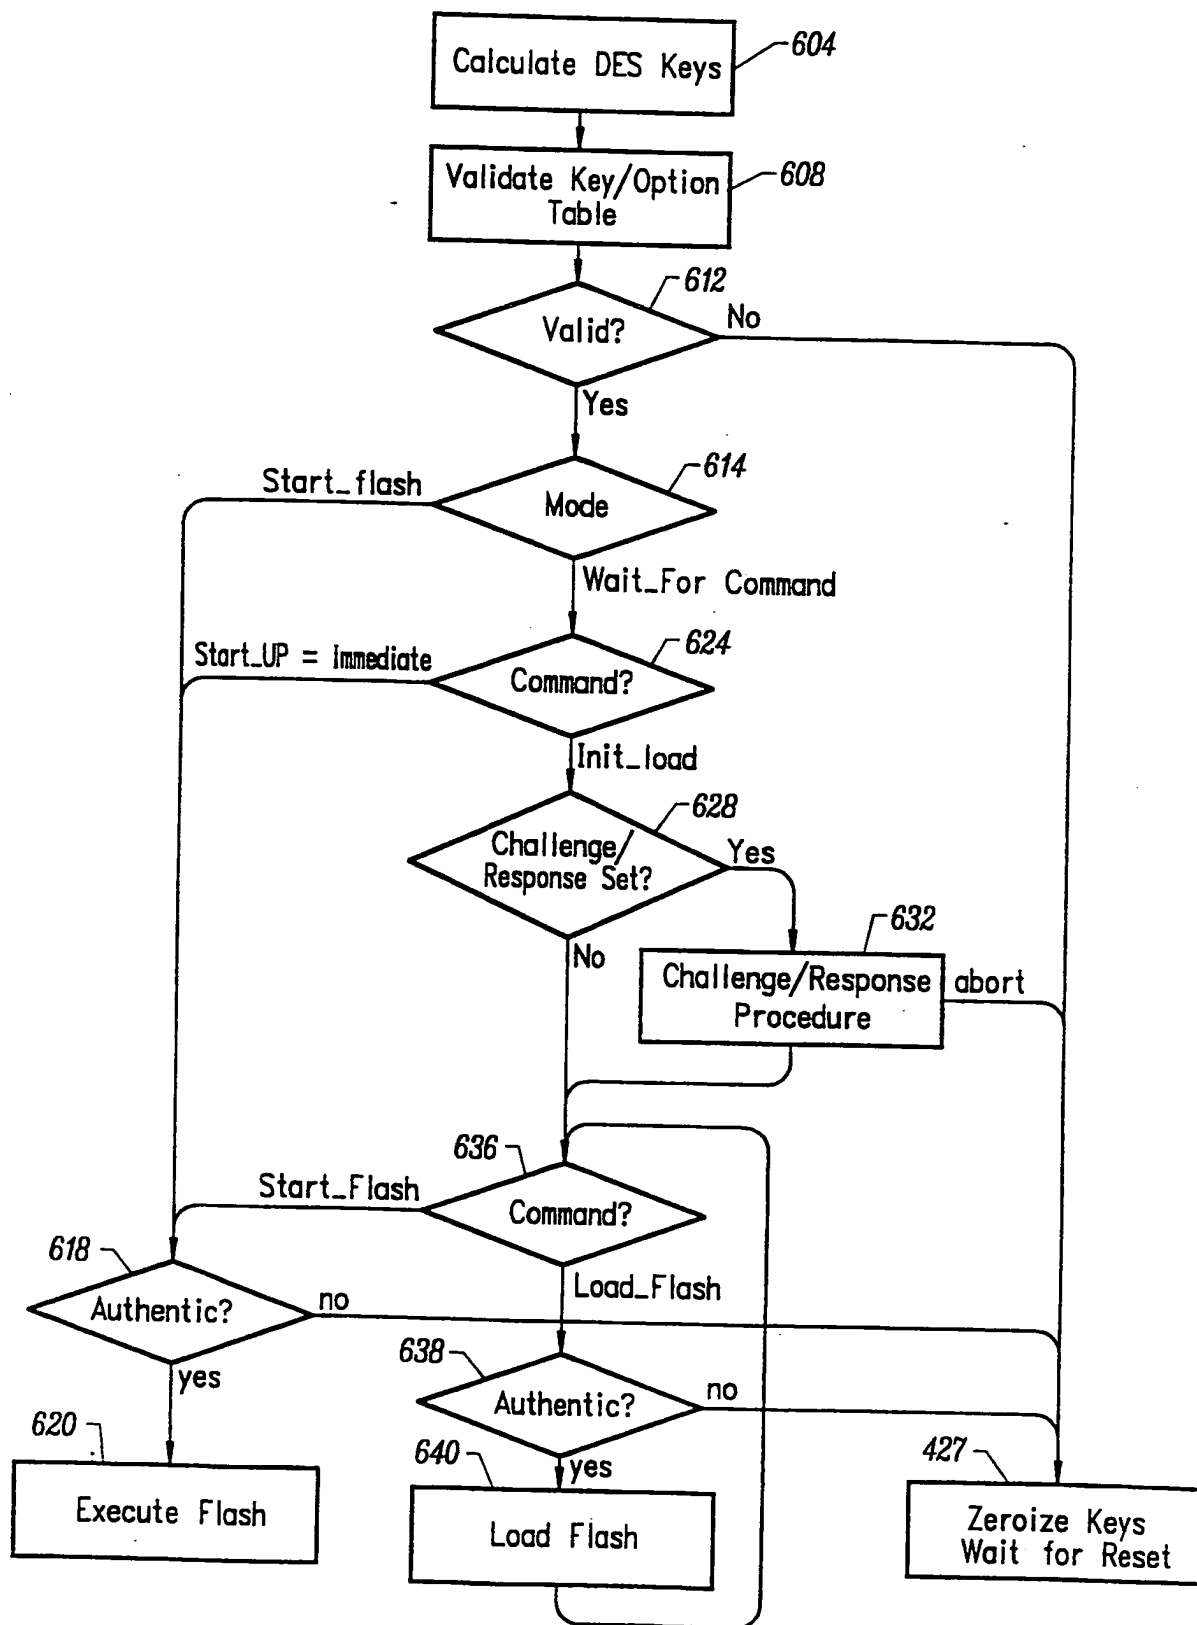 Calculate DES Keys
604
Validate Key/Option
Table
608
612
Valid?
No
Yes
614
Start_flash
Mode
Wait_For Command
624
Start_UP = Immediate
Command?
Init_load
628
Challenge/
Response Set?
Yes
No
632
Challenge/Response
Procedure
abort
636
Start_Flash
Command?
618
Load_Flash
Authentic?
no
638
yes
Authentic?
no
620
640
yes
427
Execute Flash
Load Flash
Zeroize Keys
Wait for Reset